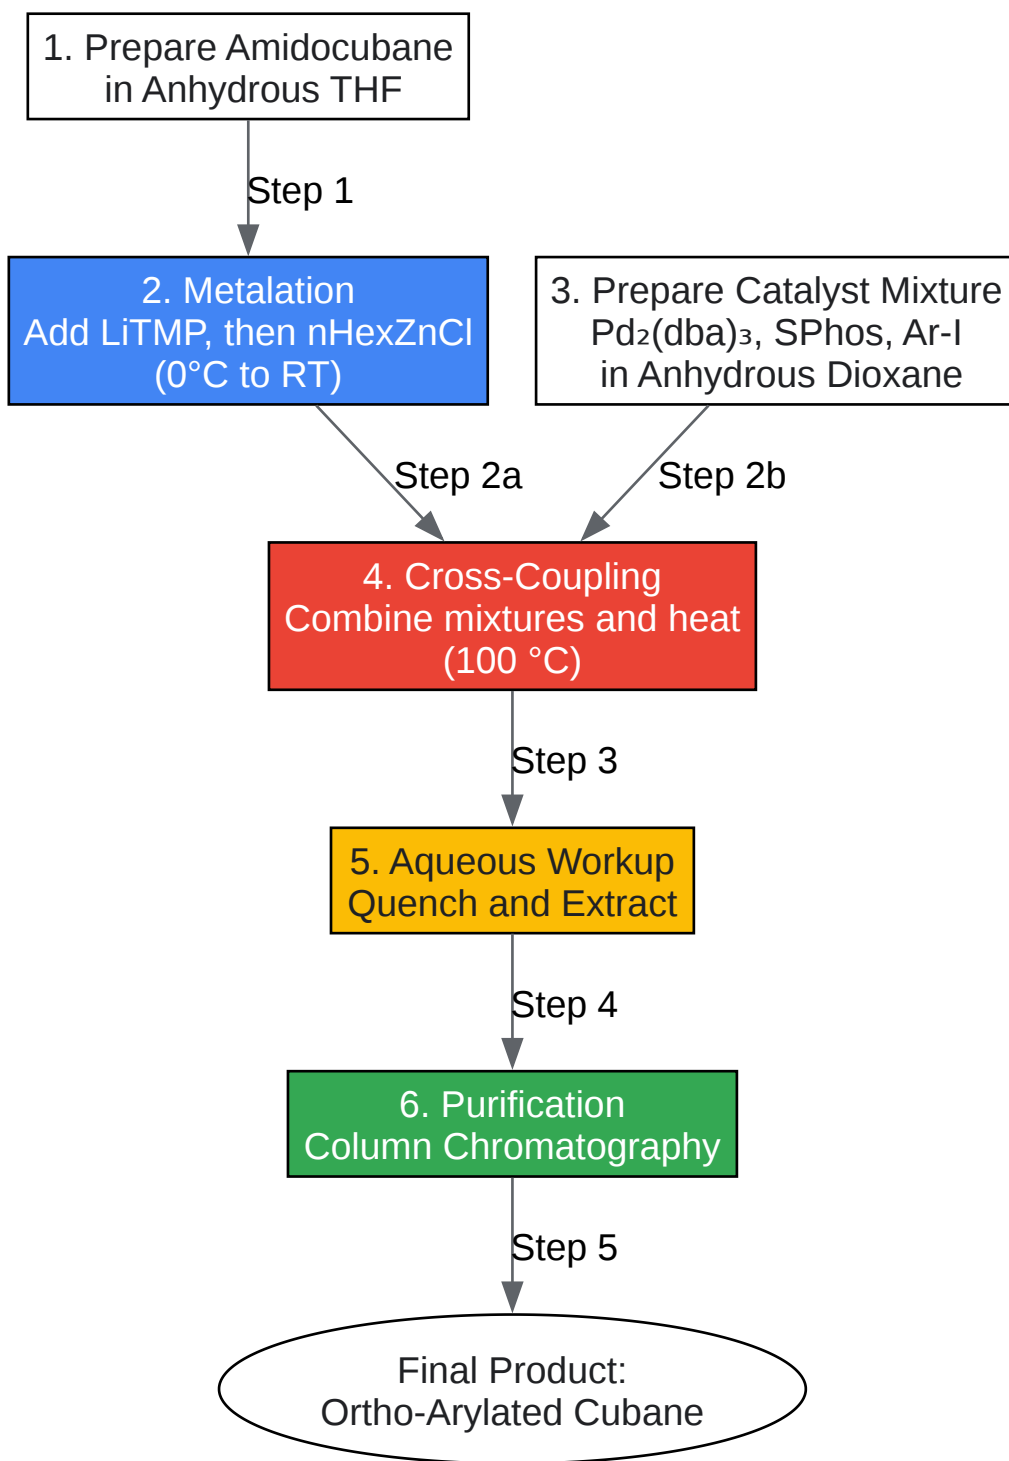 1. Prepare Amidocubane
in Anhydrous THF
Step 1
2. Metalation
Add LiTMP, then nHexZnCl
(0°C to RT)
3. Prepare Catalyst Mixture
Pd₂(dba)₃, SPhos, Ar-I
in Anhydrous Dioxane
Step 2a
Step 2b
4. Cross-Coupling
Combine mixtures and heat
(100 °C)
Step 3
5. Aqueous Workup
Quench and Extract
Step 4
6. Purification
Column Chromatography
Step 5
Final Product:
Ortho-Arylated Cubane